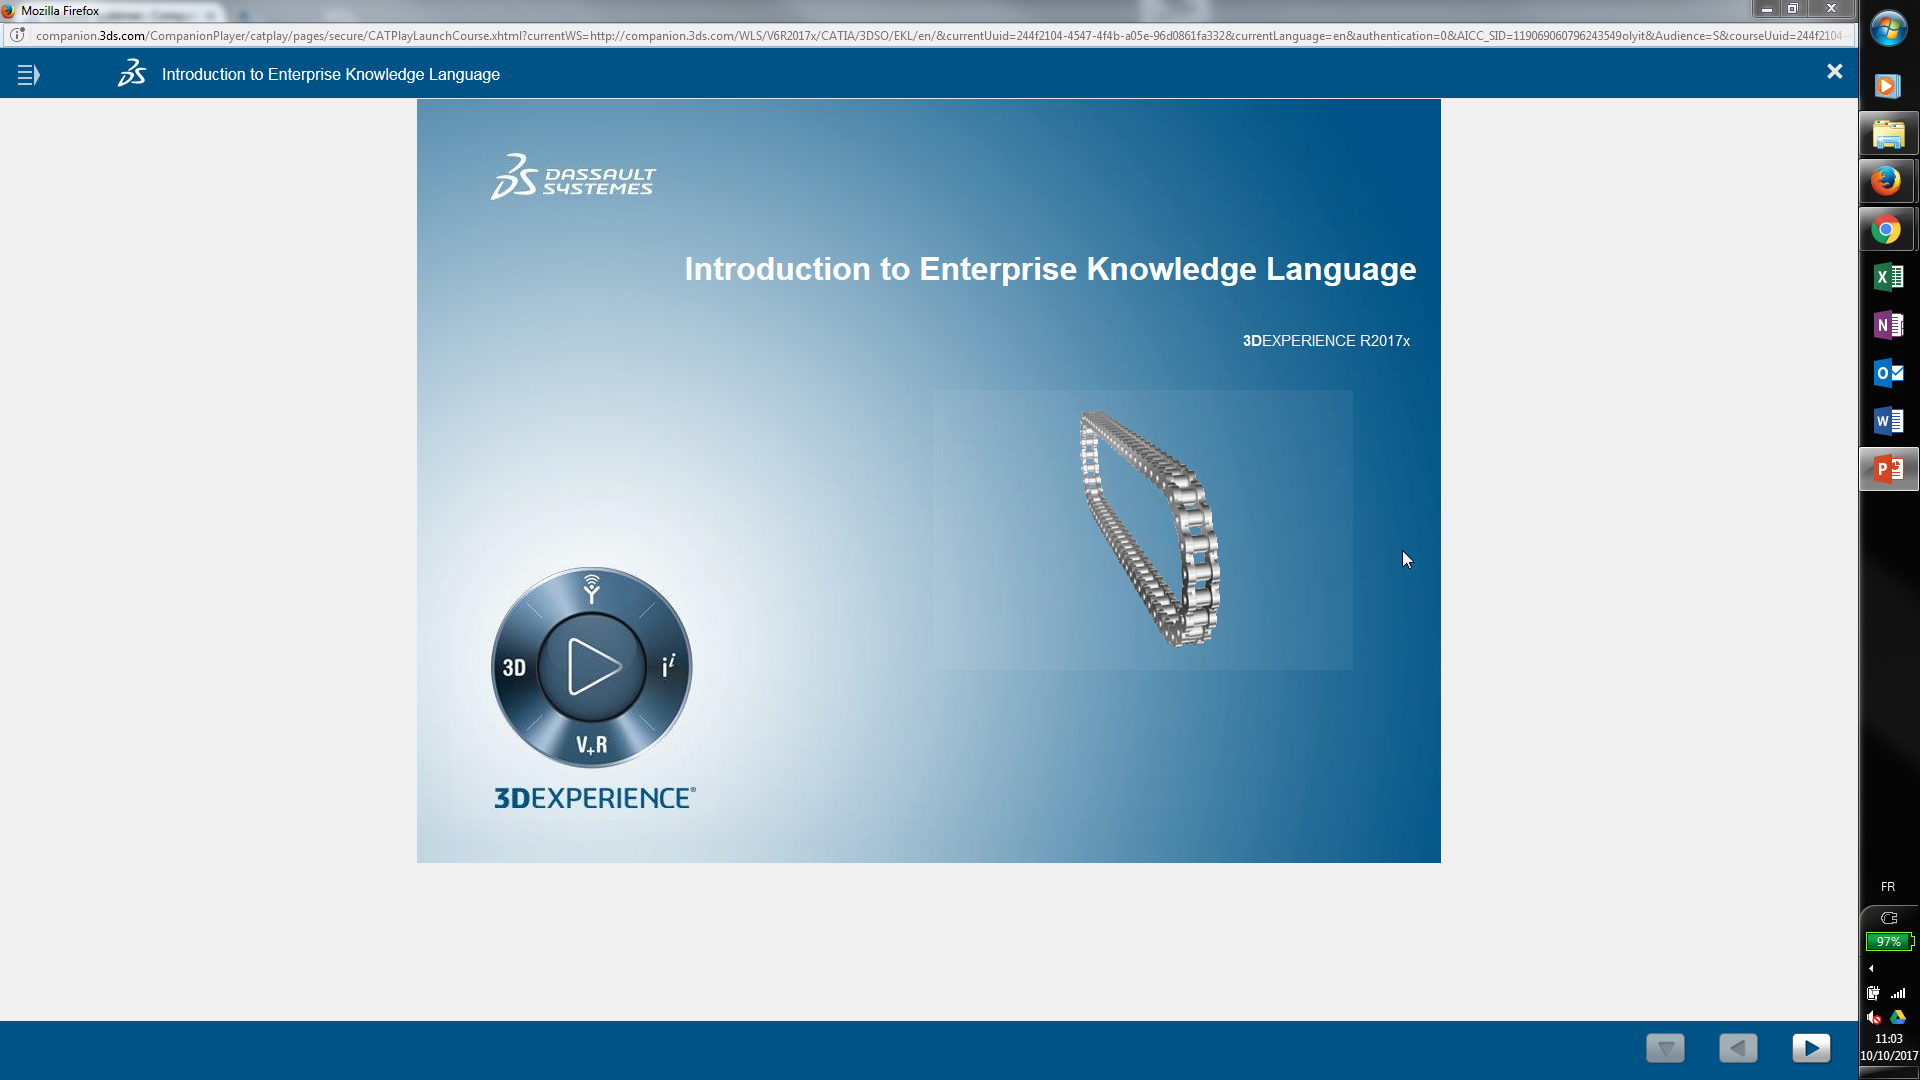 Mozilla Firefox
companion.3ds.com/CompanionPlayer/catplay/pages/secure/CATPlayLaunchCourse.xhtml?currentWS=http://companion.3ds.com/WLS/V6R2017x/CATIA/3DSO/EKL/en/&currentUuid=244f2104-4547-4f4b-a05e-96d0861fa332&currentLanguage=en&authentication=0&AICC_SID=119069060796243549olyit&Audience=S&courseUuid=244f2104-
Introduction to Enterprise Knowledge Language
DASSAULT
SYSTEMES
Introduction to Enterprise Knowledge Language
3DEXPERIENCE R2017x
3D
i i
V+R
3DEXPERIENCE®
X
N
O
W
P
FR
97%
11:03
10/10/2017